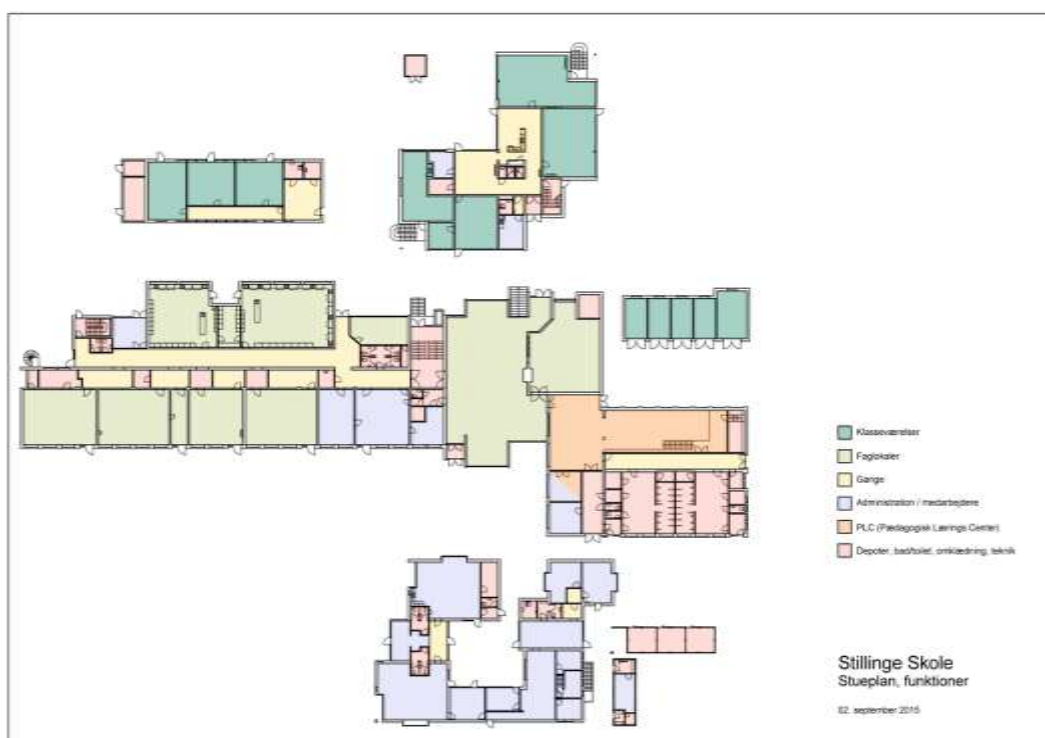 Klasseværelser
Faglokaler
Gange
Administration / medarbejdere
PLC (Pædagogisk Lærings Center)
Depoter, bad/toilet, omklædning, teknik
Stillinge Skole
Stueplan, funktioner
02. september 2015